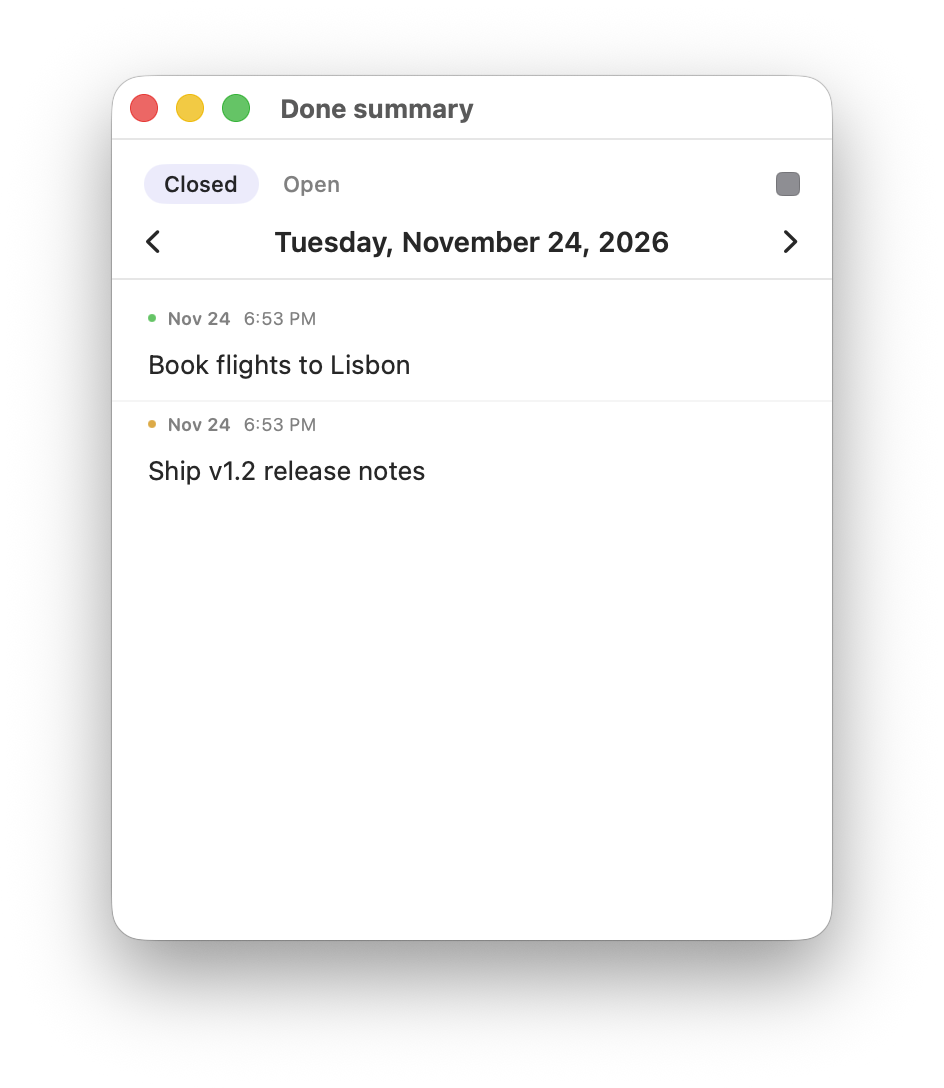 Done summary
Closed Open
Tuesday, November 24, 2026
Nov 24 6:53 PM
Book flights to Lisbon
Nov 24 6:53 PM
Ship v1.2 release notes